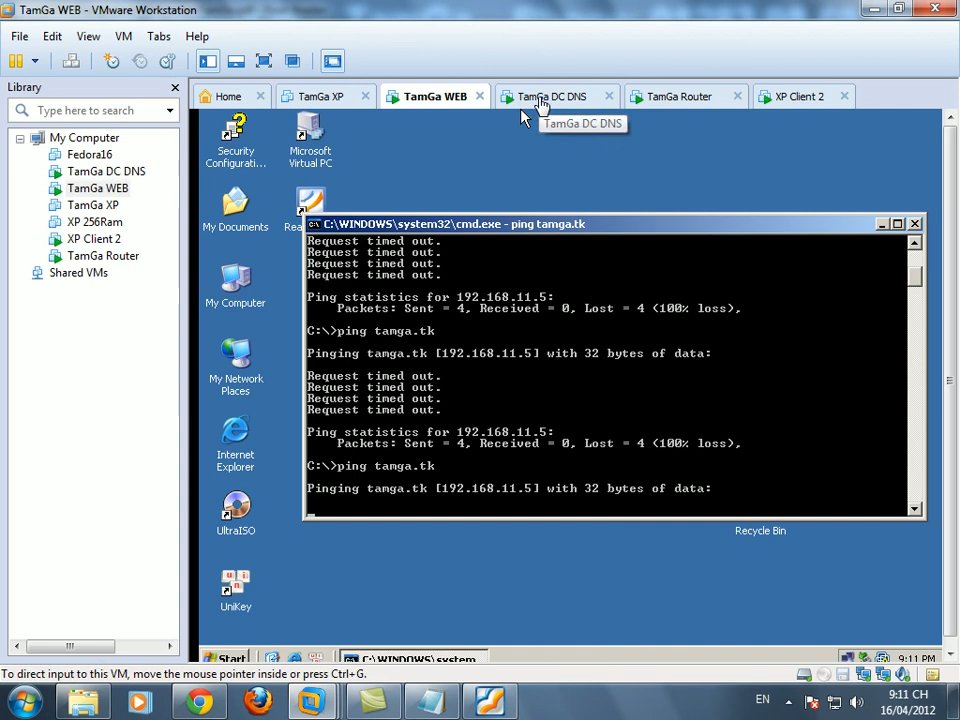 TamGa WEB - VMware Workstation
File Edit View VM Tabs Help
Library
Type here to search
My Computer
Fedora16
TamGa DC DNS
TamGa WEB
TamGa XP
XP 256Ram
XP Client 2
TamGa Router
Shared VMs
Home TamGa XP TamGa WEB TamGa DC DNS TamGa Router XP Client 2
TamGa DC DNS
Security
Configurati...
Microsoft
Virtual PC
My Documents
My Computer
My Network
Places
Internet
Explorer
UltraISO
UniKey
Recycle Bin
C:\WINDOWS\system32\cmd.exe - ping tamga.tk
Request timed out.
Request timed out.
Request timed out.
Request timed out.
Ping statistics for 192.168.11.5:
Packets: Sent = 4, Received = 0, Lost = 4 (100% loss),
C:\>ping tamga.tk
Pinging tamga.tk [192.168.11.5] with 32 bytes of data:
Request timed out.
Request timed out.
Request timed out.
Request timed out.
Ping statistics for 192.168.11.5:
Packets: Sent = 4, Received = 0, Lost = 4 (100% loss),
C:\>ping tamga.tk
Pinging tamga.tk [192.168.11.5] with 32 bytes of data:
Start C:\WINDOWS\system 9:11 PM
To direct input to this VM, move the mouse pointer inside or press Ctrl+G.
EN 9:11 CH
16/04/2012